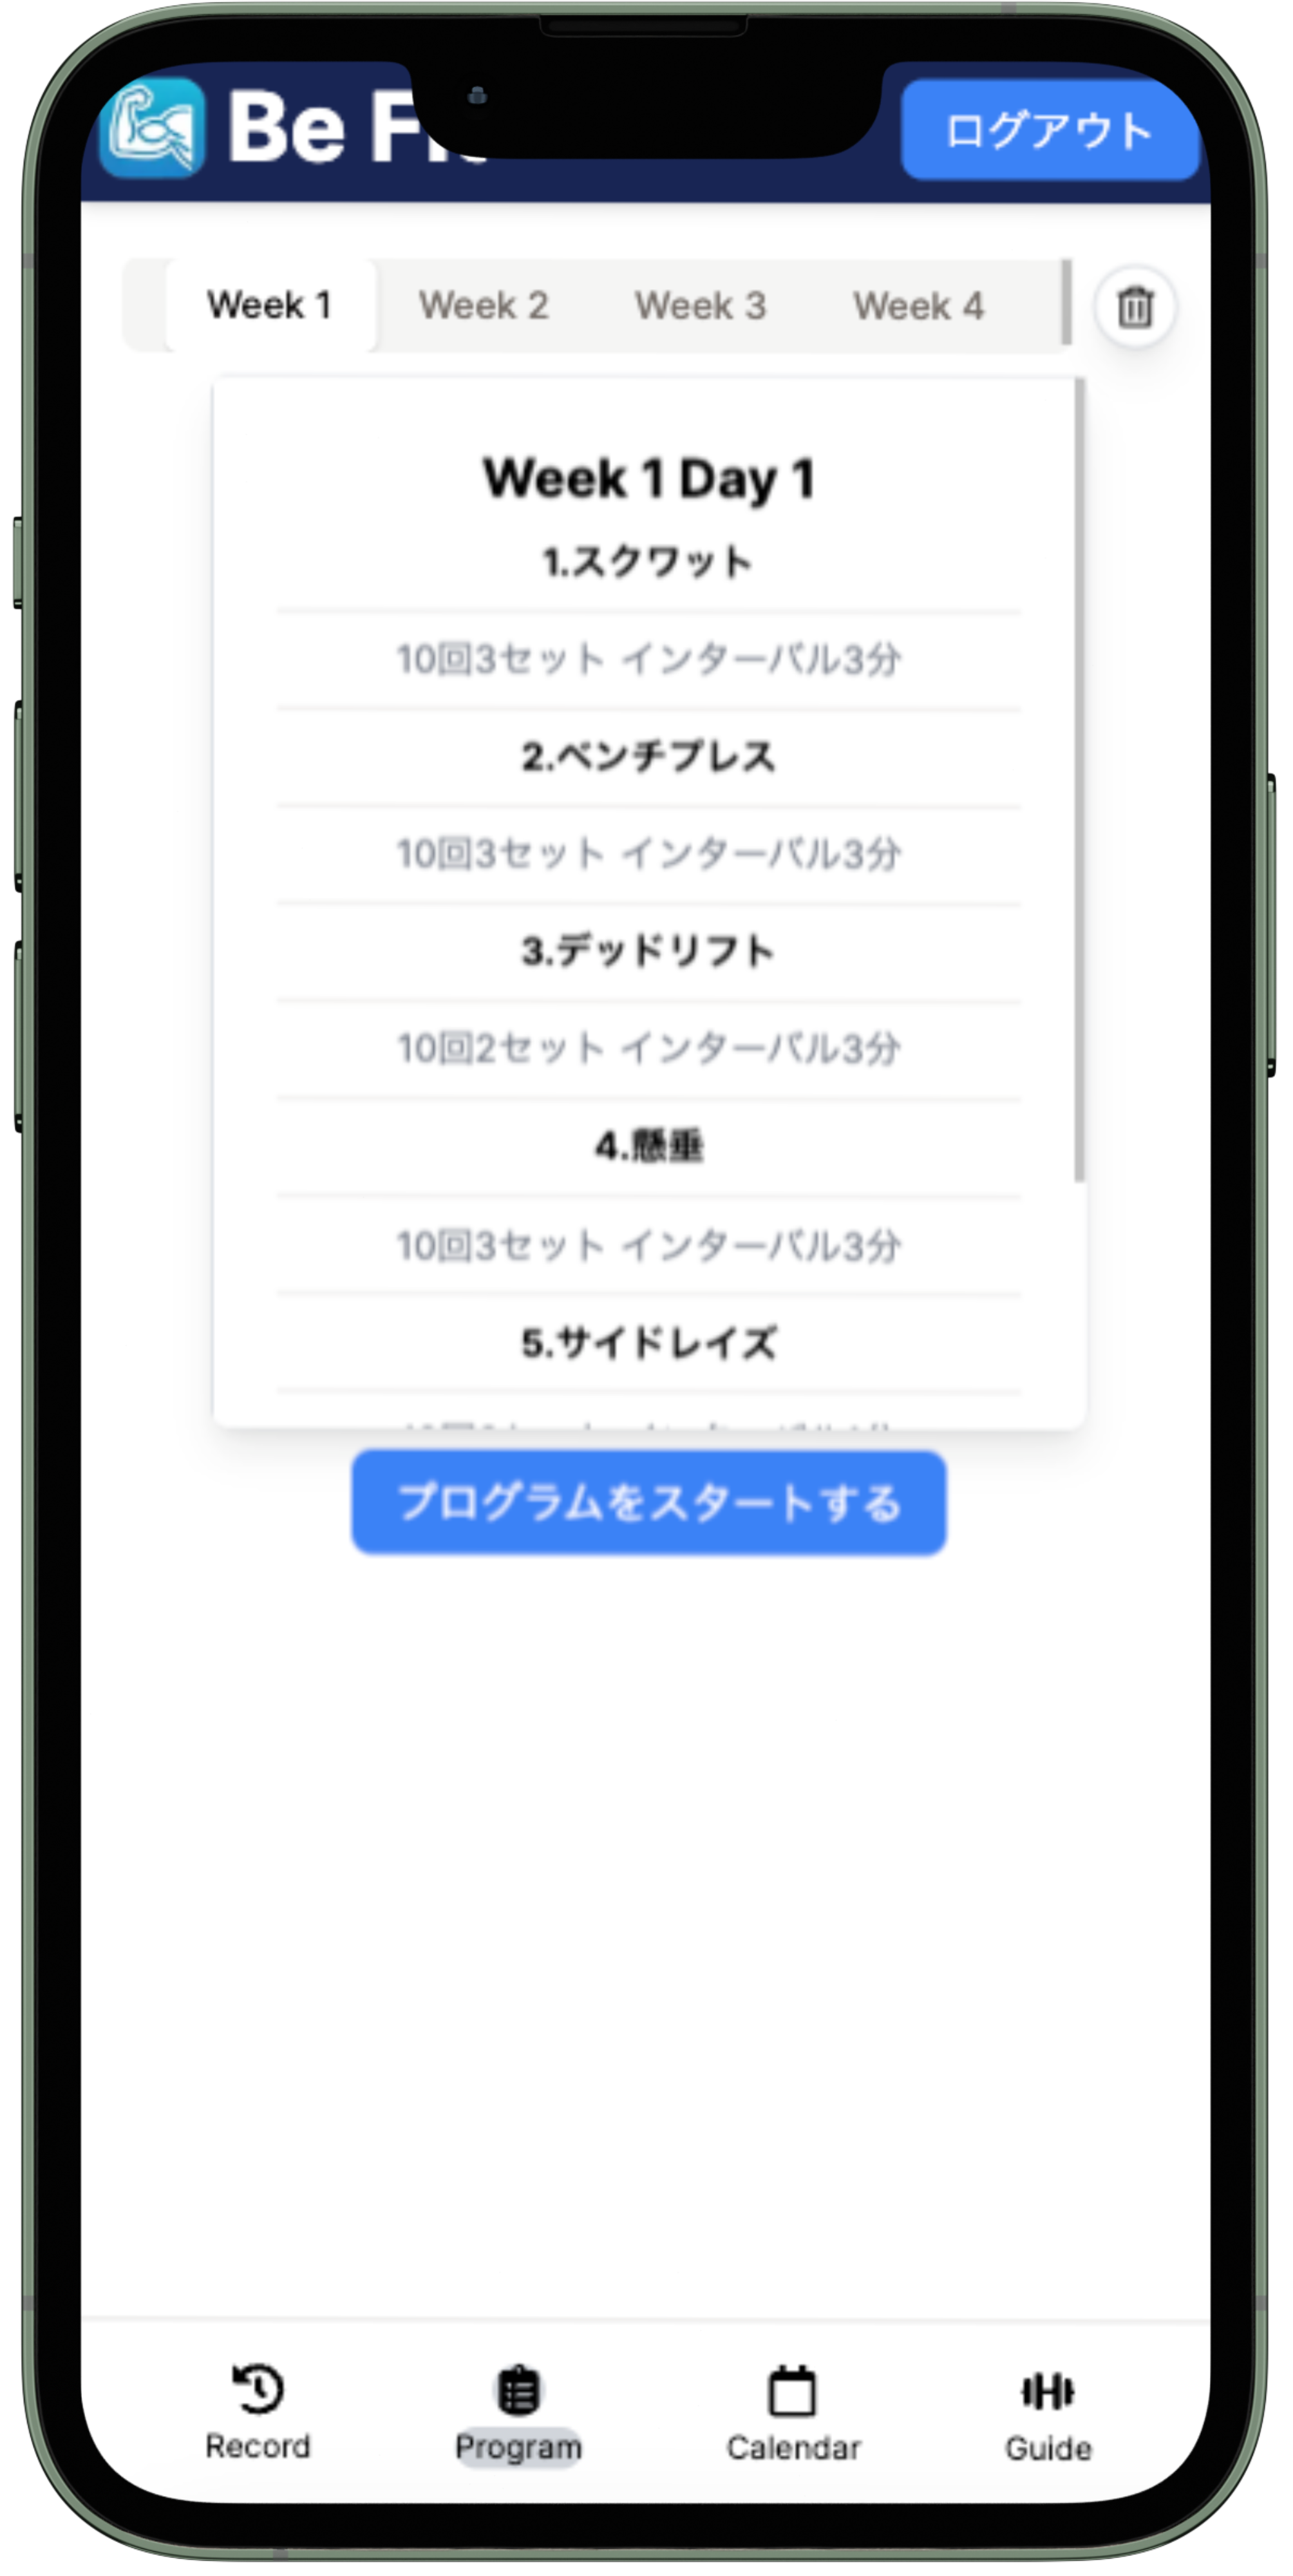 Be Fit
ログアウト
Week 1 Week 2 Week 3 Week 4
Week 1 Day 1
1.スクワット
10回3セット インターバル3分
2.ベンチプレス
10回3セット インターバル3分
3.デッドリフト
10回2セット インターバル3分
4.懸垂
10回3セット インターバル3分
5.サイドレイズ
プログラムをスタートする
Record Program Calendar Guide